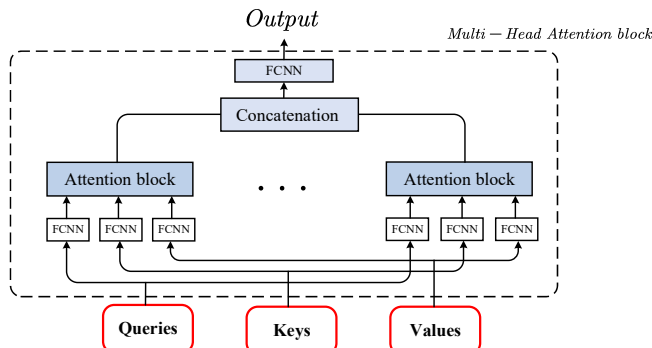 Output
Multi – Head Attention block
FCNN
Concatenation
Attention block
. . .
Attention block
FCNN FCNN FCNN FCNN FCNN FCNN
Queries Keys Values